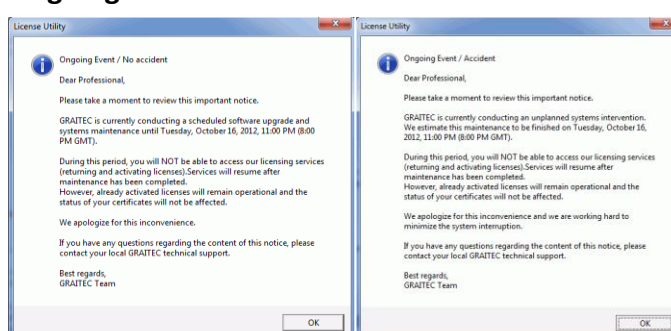 License Utility
Ongoing Event / No accident
Dear Professional,
Please take a moment to review this important notice.
GRAITEC is currently conducting a scheduled software upgrade and
systems maintenance until Tuesday, October 16, 2012, 11:00 PM (8:00
PM GMT).
During this period, you will NOT be able to access our licensing services
(returning and activating licenses).Services will resume after
maintenance has been completed.
However, already activated licenses will remain operational and the
status of your certificates will not be affected.
We apologize for this inconvenience.
If you have any questions regarding the content of this notice, please
contact your local GRAITEC technical support.
Best regards,
GRAITEC Team
OK
License Utility
Ongoing Event / Accident
Dear Professional,
Please take a moment to review this important notice.
GRAITEC is currently conducting an unplanned systems intervention.
We estimate this maintenance to be finished on Tuesday, October 16,
2012, 11:00 PM (8:00 PM GMT).
During this period, you will NOT be able to access our licensing services
(returning and activating licenses).Services will resume after
maintenance has been completed.
However, already activated licenses will remain operational and the
status of your certificates will not be affected.
We apologize for this inconvenience and we are working hard to
minimize the system interruption.
If you have any questions regarding the content of this notice, please
contact your local GRAITEC technical support.
Best regards,
GRAITEC Team
OK